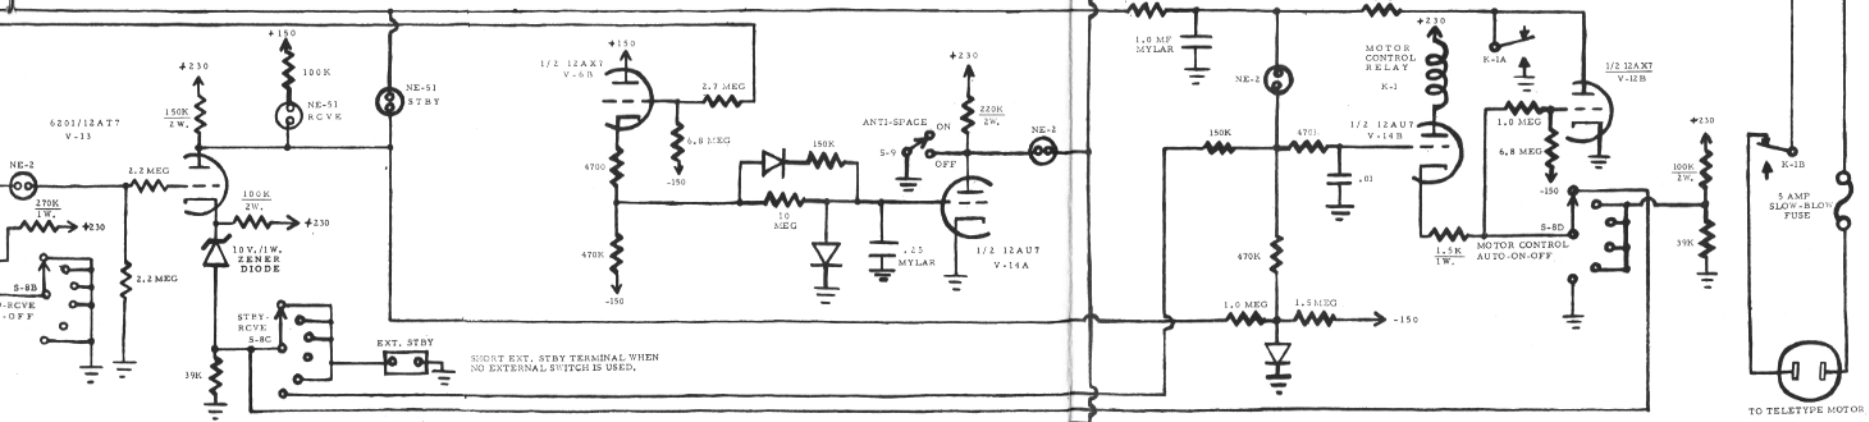 +230
150K
2W.
+150
100K
NE-51
RCVE
NE-51
STBY
6201/12AT7
V-13
NE-2
2.2 MEG
270K
1W.
+230
100K
2W.
+230
10V./1W.
ZENER
DIODE
2.2 MEG
S-8B
-RCVE
-OFF
STBY-
RCVE
S-8C
39K
EXT. STBY
SHORT EXT. STBY TERMINAL WHEN
NO EXTERNAL SWITCH IS USED.
+150
1/2 12AX7
V-6B
2.7 MEG
6.8 MEG
-150
4700
470K
-150
150K
10
MEG
.25
MYLAR
ANTI-SPACE
ON
S-9
OFF
+230
220K
2W.
NE-2
1/2 12AU7
V-14A
1.0 MF
MYLAR
NE-2
150K
.01
470K
1.0 MEG
1.5 MEG
-150
MOTOR
CONTROL
RELAY
K-1
+230
1/2 12AU7
V-14B
1.5K
1W.
K-1A
1/2 12AX7
V-12B
1.0 MEG
6.8 MEG
-150
S-8D
MOTOR CONTROL
AUTO-ON-OFF
+230
100K
2W.
39K
K-1B
5 AMP
SLOW-BLOW
FUSE
TO TELETYPE MOTOR